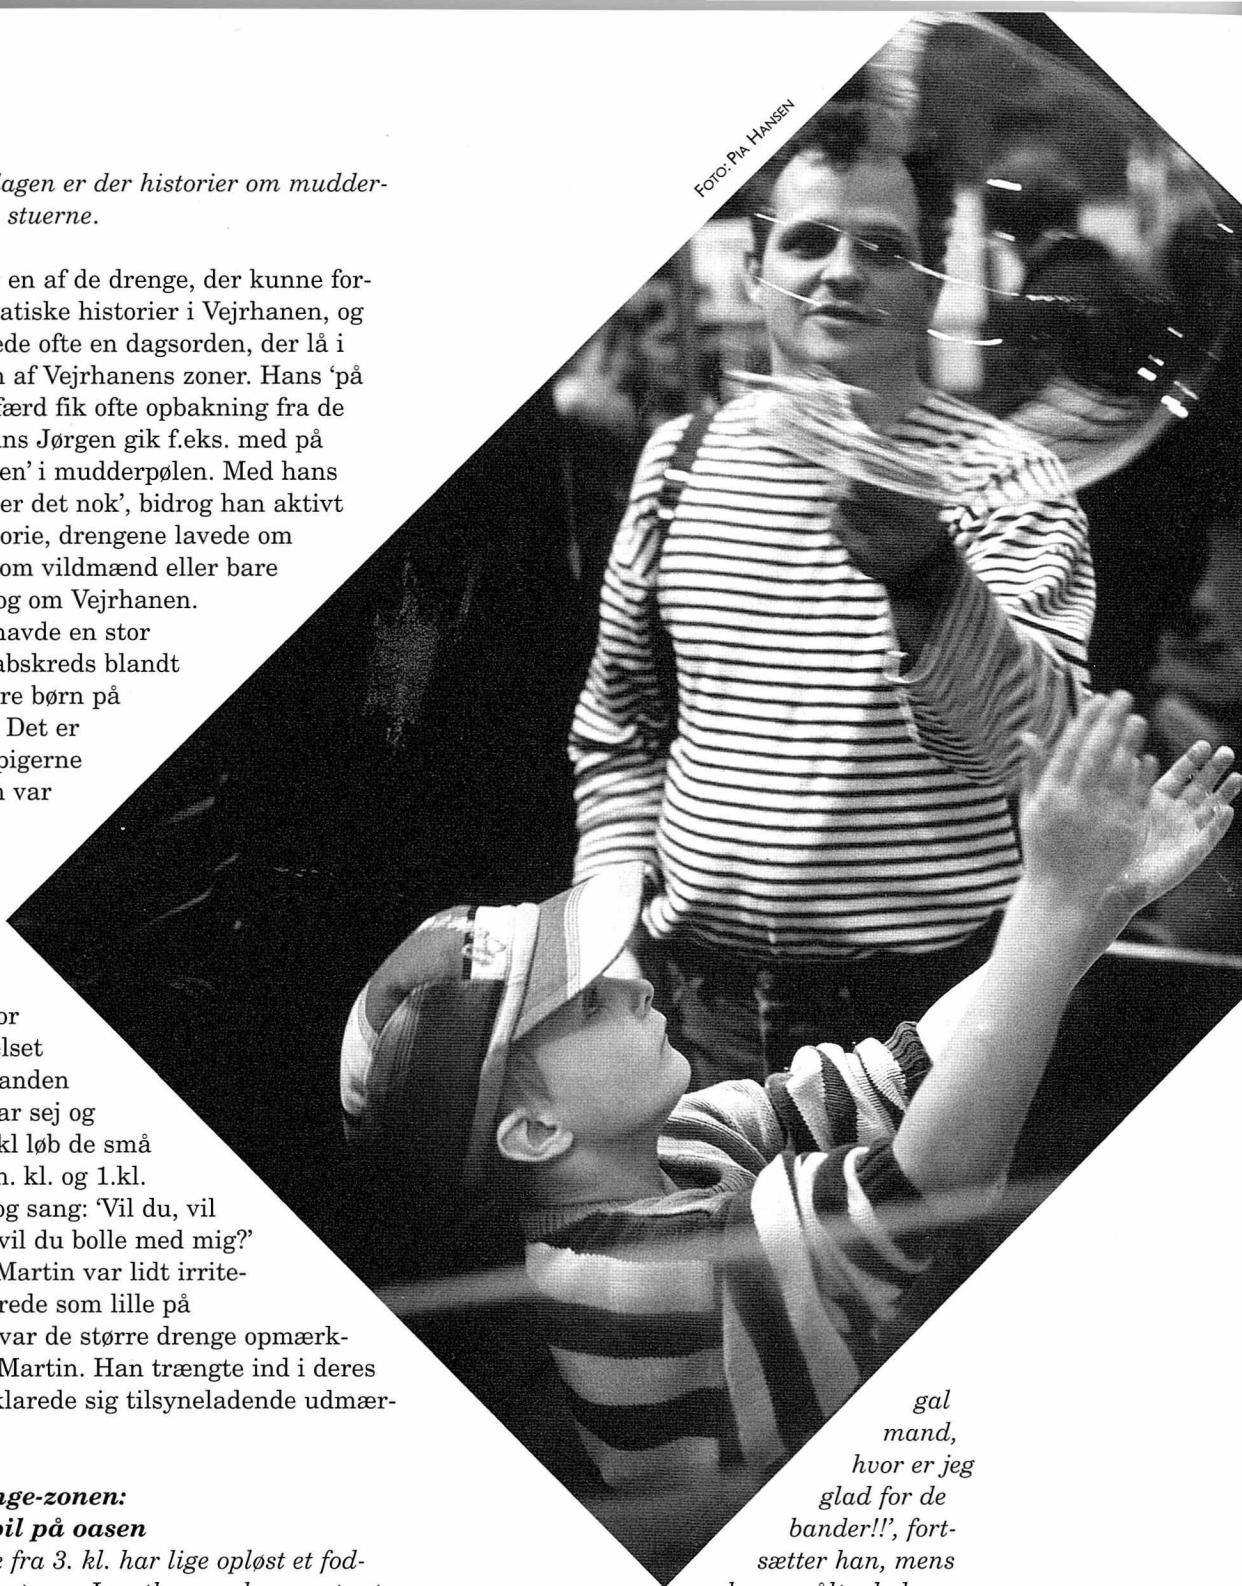 lagen er der historier om mudder-
stuerne.
en af de drenge, der kunne for-
atiske historier i Vejrhanen, og
ede ofte en dagsorden, der lå i
af Vejrhanens zoner. Hans ‘på
færd fik ofte opbakning fra de
ns Jørgen gik f.eks. med på
en’ i mudderpølen. Med hans
er det nok’, bidrog han aktivt
orie, drengene lavede om
om vildmænd eller bare
og om Vejrhanen.
havde en stor
abskreds blandt
re børn på
Det er
pigerne
var
or
elset
anden
ar sej og
kl løb de små
h. kl. og 1.kl.
og sang: ‘Vil du, vil
vil du bolle med mig?’
Martin var lidt irrite-
rede som lille på
var de større drenge opmærk-
Martin. Han trængte ind i deres
klarede sig tilsyneladende udmær-
nge-zonen:
bil på oasen
e fra 3. kl. har lige opløst et fod-
FOTO: PIA HANSEN
gal
mand,
hvor er jeg
glad for de
bander!!’, fort-
sætter han, mens